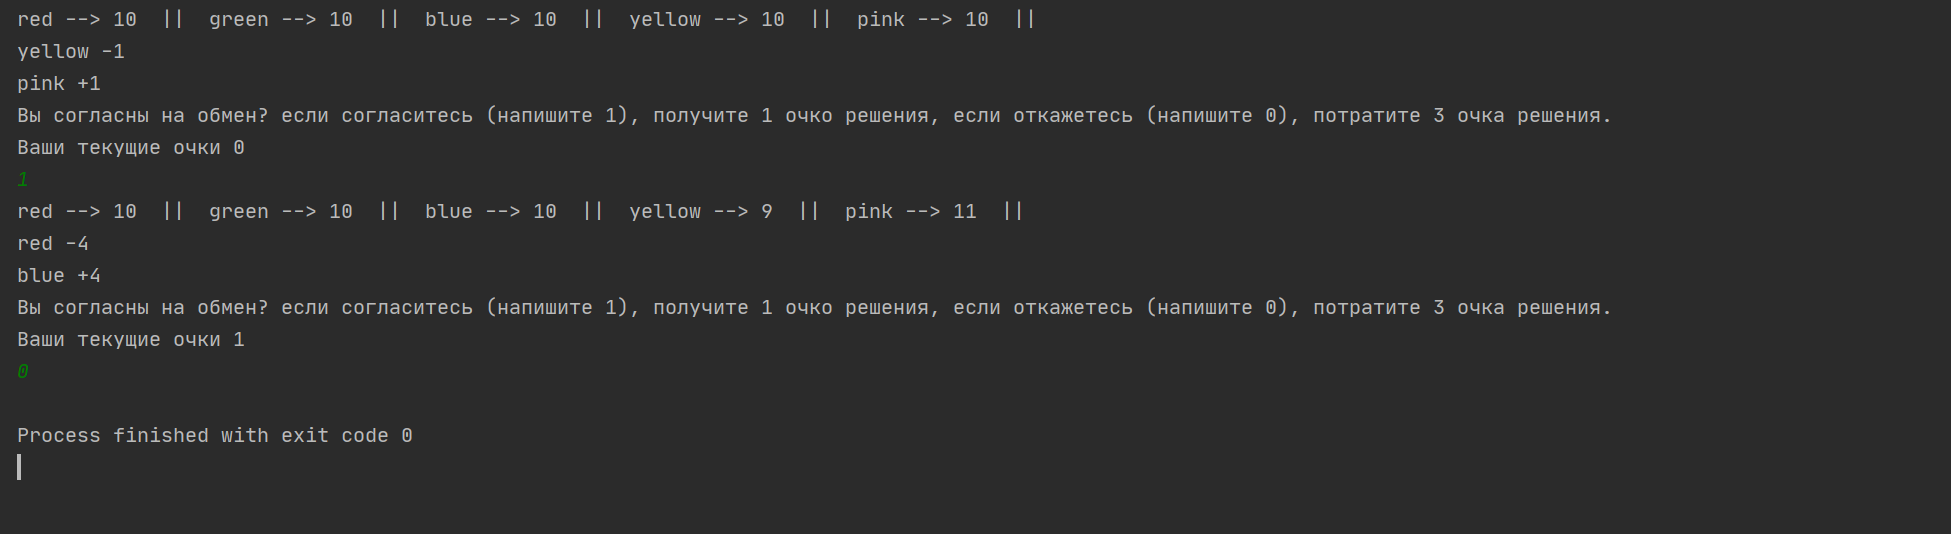 red --> 10  ||  green --> 10  ||  blue --> 10  ||  yellow --> 10  ||  pink --> 10  ||
yellow -1
pink +1
Вы согласны на обмен? если согласитесь (напишите 1), получите 1 очко решения, если откажетесь (напишите 0), потратите 3 очка решения.
Ваши текущие очки 0
1
red --> 10  ||  green --> 10  ||  blue --> 10  ||  yellow --> 9  ||  pink --> 11  ||
red -4
blue +4
Вы согласны на обмен? если согласитесь (напишите 1), получите 1 очко решения, если откажетесь (напишите 0), потратите 3 очка решения.
Ваши текущие очки 1
0
Process finished with exit code 0